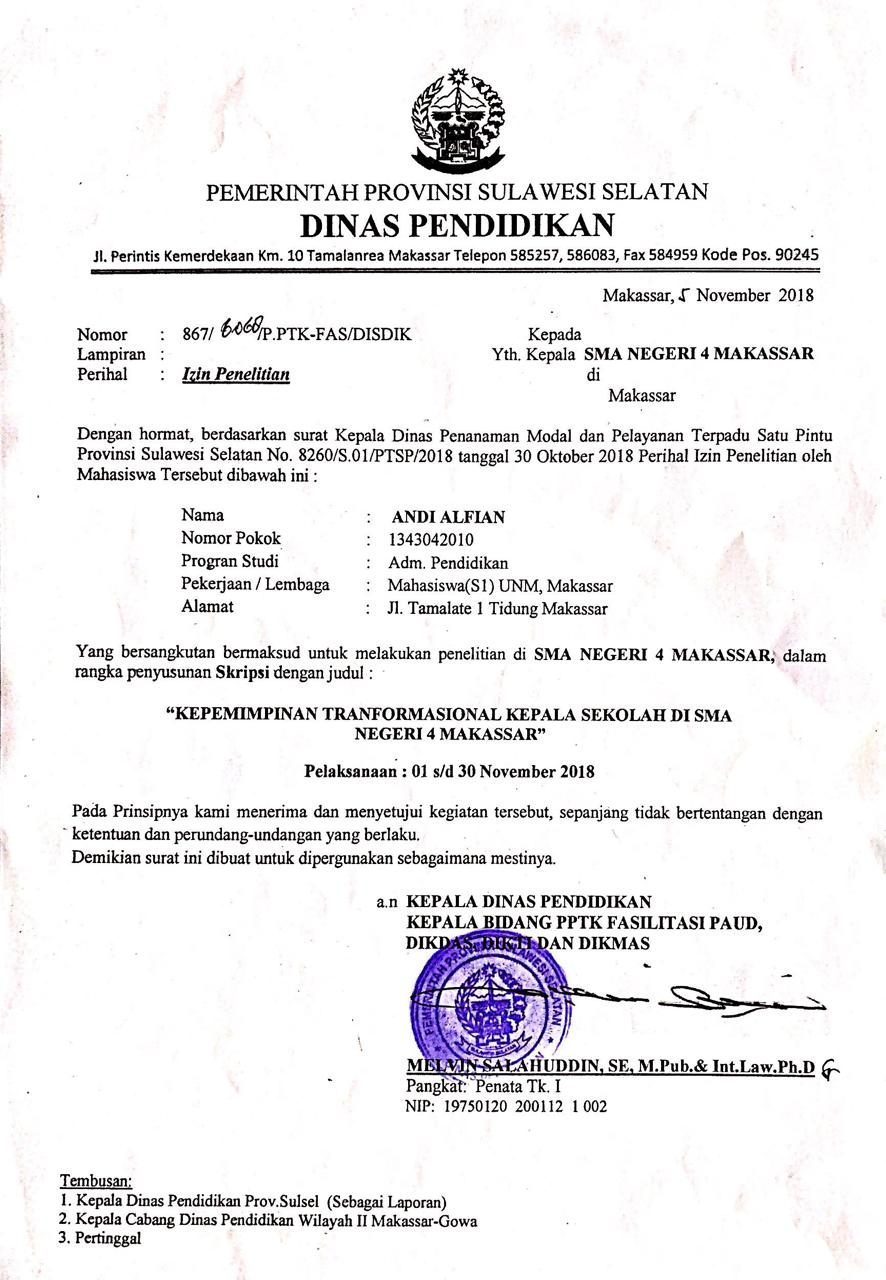 PEMERINTAH PROVINSI SULAWESI SELATAN
DINAS PENDIDIKAN
Jl. Perintis Kemerdekaan Km. 10 Tamalanrea Makassar Telepon 585257, 586083, Fax 584959 Kode Pos. 90245
Makassar, 5 November 2018
Nomor : 867/ 6060/P.PTK-FAS/DISDIK
Lampiran :
Perihal : Izin Penelitian
Kepada
Yth. Kepala SMA NEGERI 4 MAKASSAR
di
Makassar
Dengan hormat, berdasarkan surat Kepala Dinas Penanaman Modal dan Pelayanan Terpadu Satu Pintu
Provinsi Sulawesi Selatan No. 8260/S.01/PTSP/2018 tanggal 30 Oktober 2018 Perihal Izin Penelitian oleh
Mahasiswa Tersebut dibawah ini :
Nama : ANDI ALFIAN
Nomor Pokok : 1343042010
Progran Studi : Adm. Pendidikan
Pekerjaan / Lembaga : Mahasiswa(S1) UNM, Makassar
Alamat : Jl. Tamalate 1 Tidung Makassar
Yang bersangkutan bermaksud untuk melakukan penelitian di SMA NEGERI 4 MAKASSAR, dalam
rangka penyusunan Skripsi dengan judul :
“KEPEMIMPINAN TRANFORMASIONAL KEPALA SEKOLAH DI SMA
NEGERI 4 MAKASSAR”
Pelaksanaan : 01 s/d 30 November 2018
Pada Prinsipnya kami menerima dan menyetujui kegiatan tersebut, sepanjang tidak bertentangan dengan
ketentuan dan perundang-undangan yang berlaku.
Demikian surat ini dibuat untuk dipergunakan sebagaimana mestinya.
a.n KEPALA DINAS PENDIDIKAN
KEPALA BIDANG PPTK FASILITASI PAUD,
DIKDAS, DIKTI DAN DIKMAS
PEMERINTAH PROVINSI SULAWESI SELATAN
MELVIN SALAHUDDIN, SE, M.Pub.& Int.Law.Ph.D
Pangkat: Penata Tk. I
NIP: 19750120 200112 1 002
Tembusan:
1. Kepala Dinas Pendidikan Prov.Sulsel (Sebagai Laporan)
2. Kepala Cabang Dinas Pendidikan Wilayah II Makassar-Gowa
3. Pertinggal